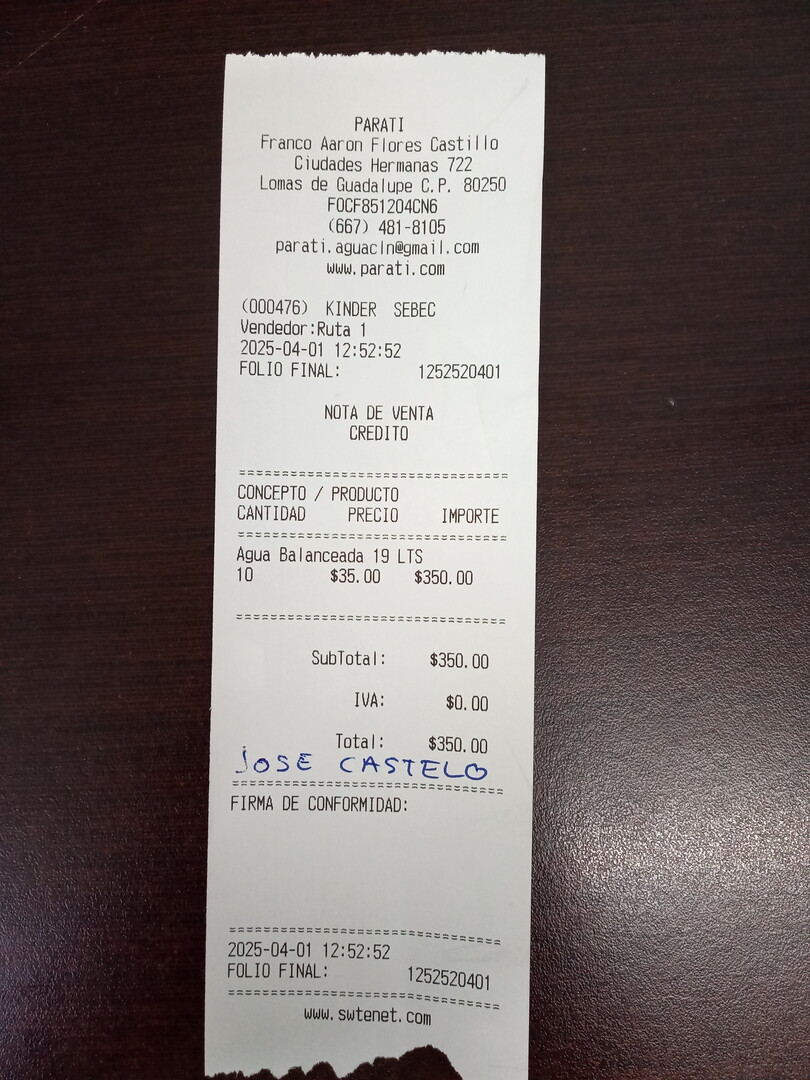 PARATI
Franco Aaron Flores Castillo
Ciudades Hermanas 722
Lomas de Guadalupe C.P. 80250
FOCF851204CN6
(667) 481-8105
parati.aguacln@gmail.com
www.parati.com
(000476) KINDER SEBEC
Vendedor:Ruta 1
2025-04-01 12:52:52
FOLIO FINAL: 1252520401
NOTA DE VENTA
CREDITO
CONCEPTO / PRODUCTO
CANTIDAD PRECIO IMPORTE
Agua Balanceada 19 LTS
10 $35.00 $350.00
SubTotal: $350.00
IVA: $0.00
Total: $350.00
JOSE CASTELO
FIRMA DE CONFORMIDAD:
2025-04-01 12:52:52
FOLIO FINAL: 1252520401
www.swtenet.com